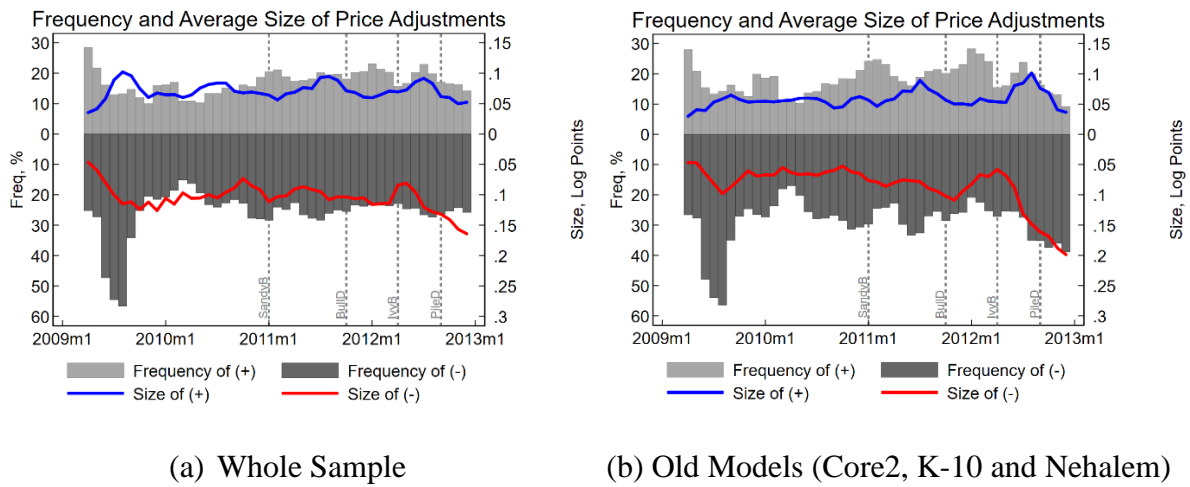 Frequency and Average Size of Price Adjustments
30
20
10
0
10
20
30
40
50
60
Freq, %
.15
.1
.05
0
.05
.1
.15
.2
.25
.3
Size, Log Points
SandyB
BullD
IvyB
PileD
2009m1 2010m1 2011m1 2012m1 2013m1
Frequency of (+) Frequency of (-)
Size of (+) Size of (-)
(a) Whole Sample
Frequency and Average Size of Price Adjustments
30
20
10
0
10
20
30
40
50
60
Freq, %
.15
.1
.05
0
.05
.1
.15
.2
.25
.3
Size, Log Points
SandyB
BullD
IvyB
PileD
2009m1 2010m1 2011m1 2012m1 2013m1
Frequency of (+) Frequency of (-)
Size of (+) Size of (-)
(b) Old Models (Core2, K-10 and Nehalem)